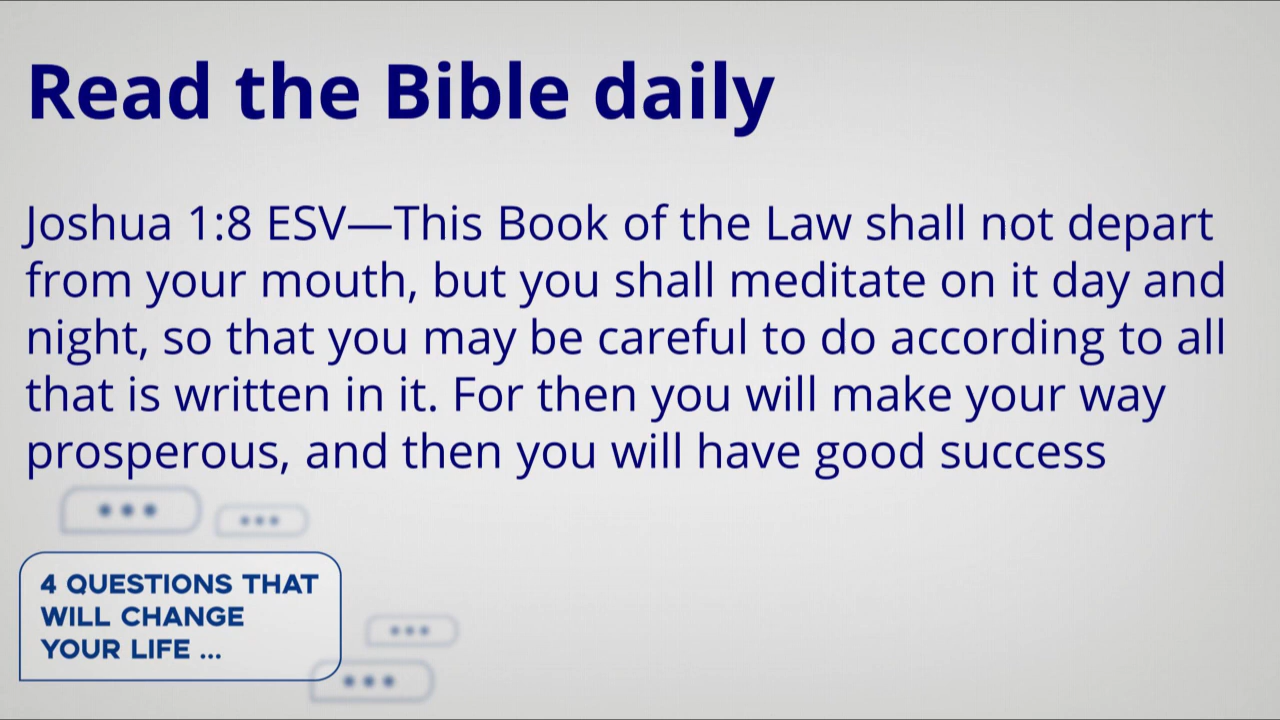 Read the Bible daily
Joshua 1:8 ESV—This Book of the Law shall not depart
from your mouth, but you shall meditate on it day and
night, so that you may be careful to do according to all
that is written in it. For then you will make your way
prosperous, and then you will have good success
4 QUESTIONS THAT
WILL CHANGE
YOUR LIFE ...